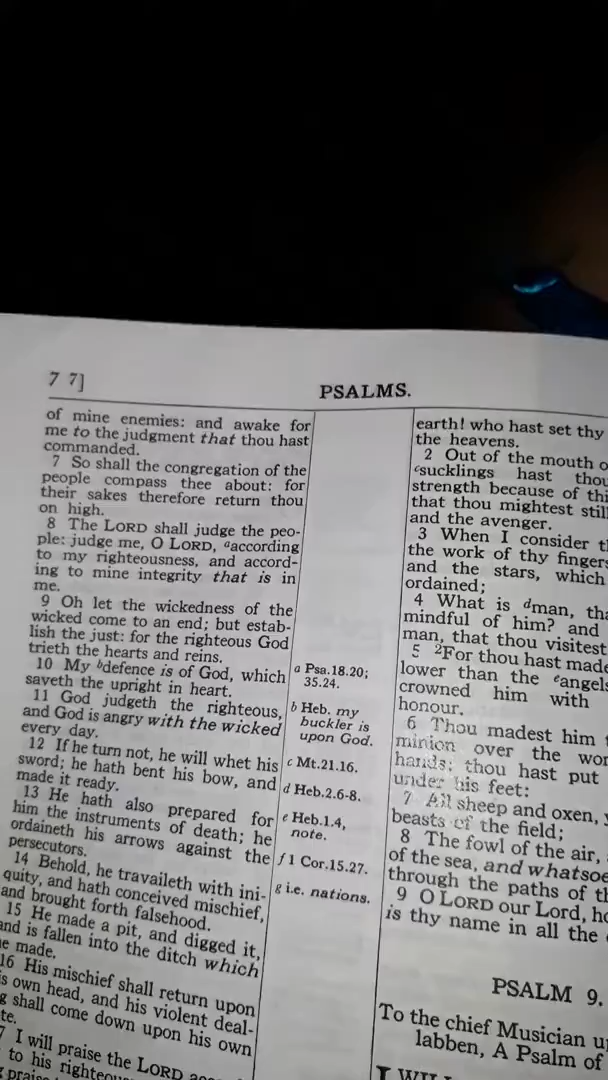 7 7]
PSALMS.
of mine enemies: and awake for
me to the judgment that thou hast
commanded.
7 So shall the congregation of the
people compass thee about: for
their sakes therefore return thou
on high.
8 The LORD shall judge the peo-
ple: judge me, O LORD, ᵃaccording
to my righteousness, and accord-
ing to mine integrity that is in
me.
9 Oh let the wickedness of the
wicked come to an end; but estab-
lish the just: for the righteous God
trieth the hearts and reins.
10 My ᵇdefence is of God, which
saveth the upright in heart.
11 God judgeth the righteous,
and God is angry with the wicked
every day.
12 If he turn not, he will whet his
sword; he hath bent his bow, and
made it ready.
13 He hath also prepared for
him the instruments of death; he
ordaineth his arrows against the
persecutors.
14 Behold, he travaileth with ini-
quity, and hath conceived mischief,
and brought forth falsehood.
15 He made a pit, and digged it,
and is fallen into the ditch which
made.
16 His mischief shall return upon
own head, and his violent deal-
shall come down upon his own
I will praise the LORD
to his
praise
a Psa.18.20;
35.24.
b Heb. my
buckler is
upon God.
c Mt.21.16.
d Heb.2.6-8.
e Heb.1.4,
note.
f 1 Cor.15.27.
g i.e. nations.
earth! who hast set thy
the heavens.
2 Out of the mouth
ᶜsucklings hast thou
strength because of
that thou mightest still
and the avenger.
3 When I consider
the work of thy fingers
and the stars, which
ordained;
4 What is ᵈman,
mindful of him? and
man, that thou visitest
5 ²For thou hast made
lower than the ᵉangels
crowned him with
honour.
6 Thou madest him
minion over the
hands; thou hast put
under his feet:
7 All sheep and oxen,
beasts of the field;
8 The fowl of the air,
of the sea, and
through the paths of
9 O LORD our Lord,
is thy name in all the
PSALM 9.
To the chief Musician
labben, A Psalm of
I